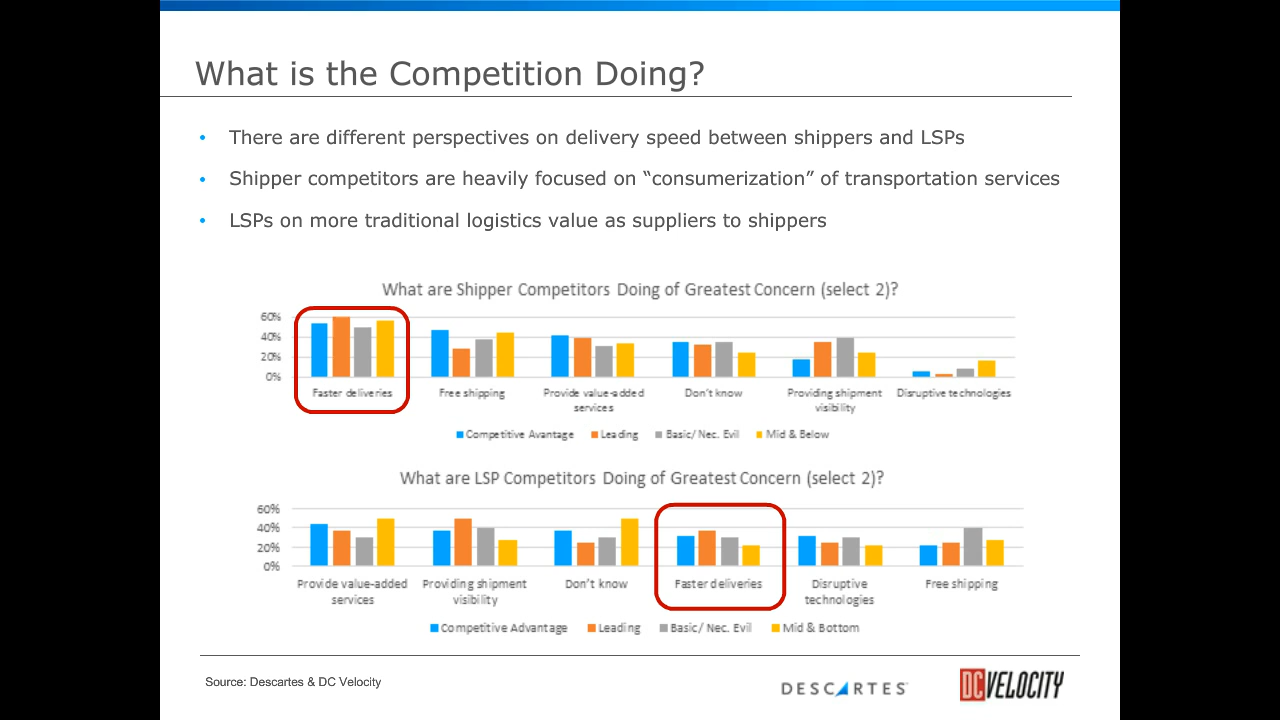 What is the Competition Doing?
• There are different perspectives on delivery speed between shippers and LSPs
• Shipper competitors are heavily focused on “consumerization” of transportation services
• LSPs on more traditional logistics value as suppliers to shippers
What are Shipper Competitors Doing of Greatest Concern (select 2)?
60%
40%
20%
0%
Faster deliveries Free shipping Provide value-added Don't know Providing shipment Disruptive technologies
services visibility
Competitive Avantage Leading Basic/ Nec. Evil Mid & Below
What are LSP Competitors Doing of Greatest Concern (select 2)?
60%
40%
20%
0%
Provide value-added Providing shipment Don't know Faster deliveries Disruptive Free shipping
services visibility technologies
Competitive Advantage Leading Basic/ Nec. Evil Mid & Bottom
Source: Descartes & DC Velocity
DESCARTES
DC VELOCITY